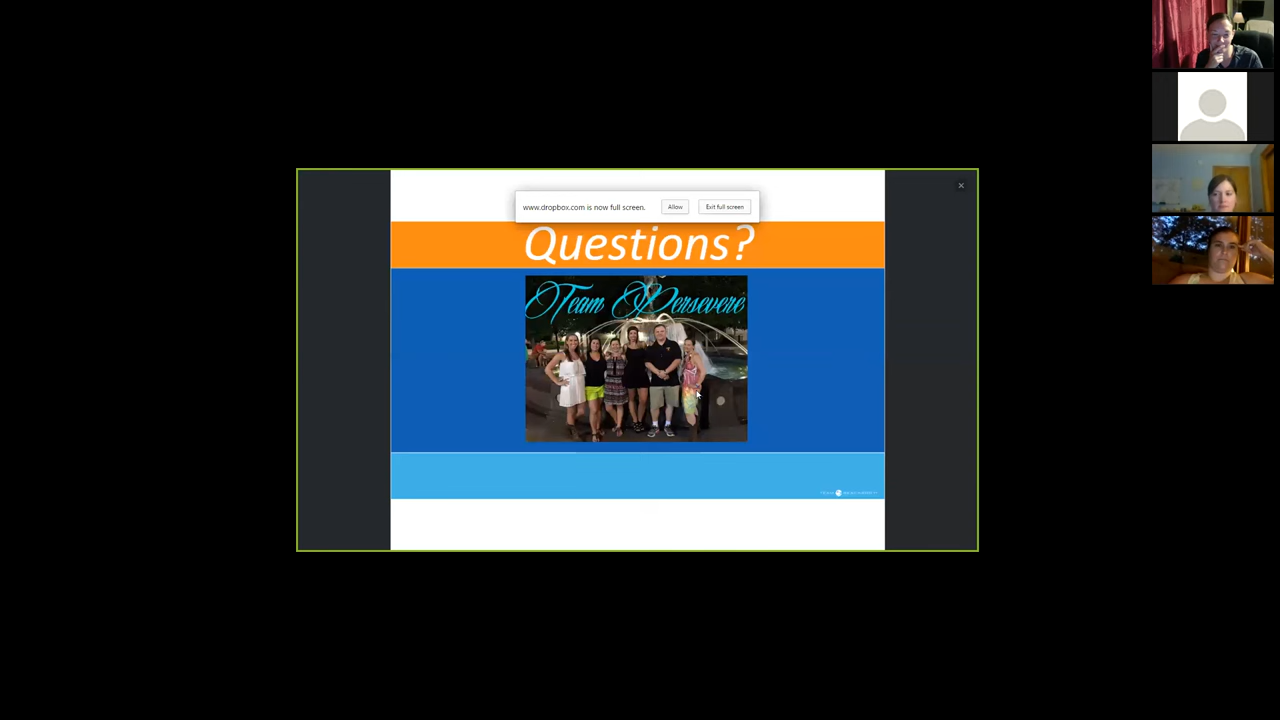 www.dropbox.com is now full screen.
Allow
Exit full screen
Questions?
Team Persevere